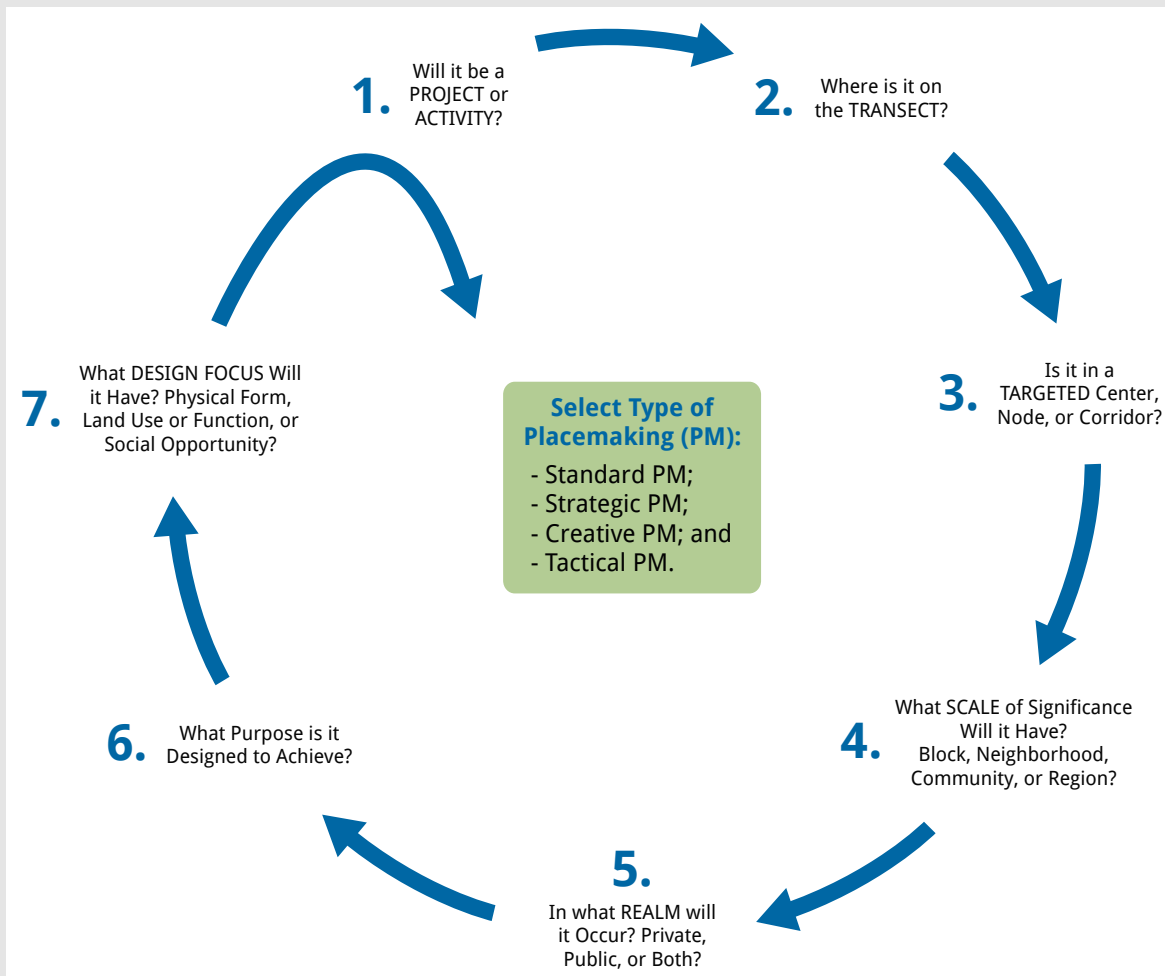 1.
Will it be a
PROJECT or
ACTIVITY?
2.
Where is it on
the TRANSECT?
3.
Is it in a
TARGETED Center,
Node, or Corridor?
4.
What SCALE of Significance
Will it Have?
Block, Neighborhood,
Community, or Region?
5.
In what REALM will
it Occur? Private,
Public, or Both?
6.
What Purpose is it
Designed to Achieve?
7.
What DESIGN FOCUS Will
it Have? Physical Form,
Land Use or Function, or
Social Opportunity?
Select Type of
Placemaking (PM):
- Standard PM;
- Strategic PM;
- Creative PM; and
- Tactical PM.